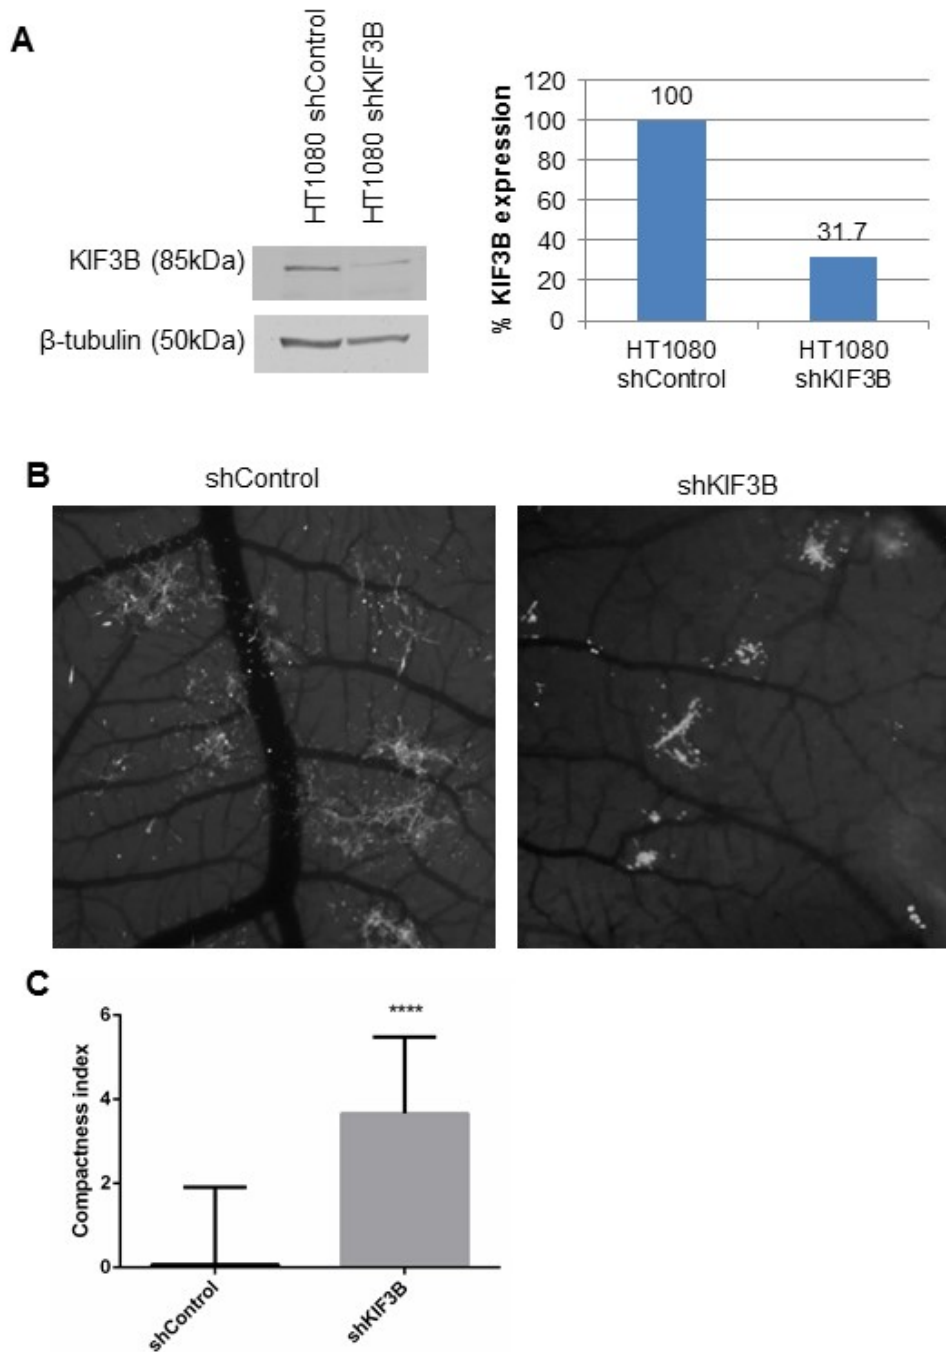 A
HT1080 shControl
HT1080 shKIF3B
KIF3B (85kDa)
β-tubulin (50kDa)
% KIF3B expression
120
100
80
60
40
20
0
100
31.7
HT1080
shControl
HT1080
shKIF3B
B
shControl
shKIF3B
C
Compactness index
6
4
2
0
****
shControl
shKIF3B